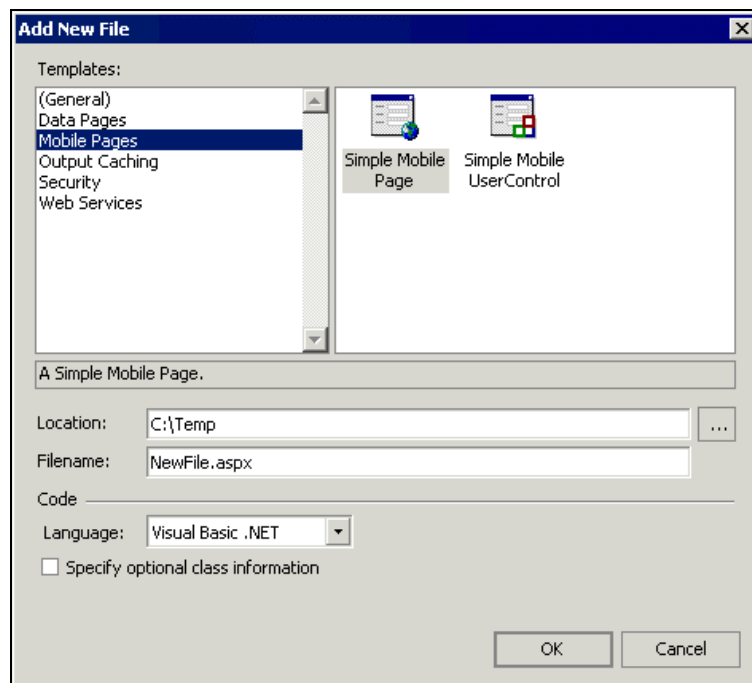 Add New File
Templates:
(General)
Data Pages
Mobile Pages
Output Caching
Security
Web Services
Simple Mobile
Page
Simple Mobile
UserControl
A Simple Mobile Page.
Location: C:\Temp ...
Filename: NewFile.aspx
Code
Language: Visual Basic .NET
Specify optional class information
OK Cancel